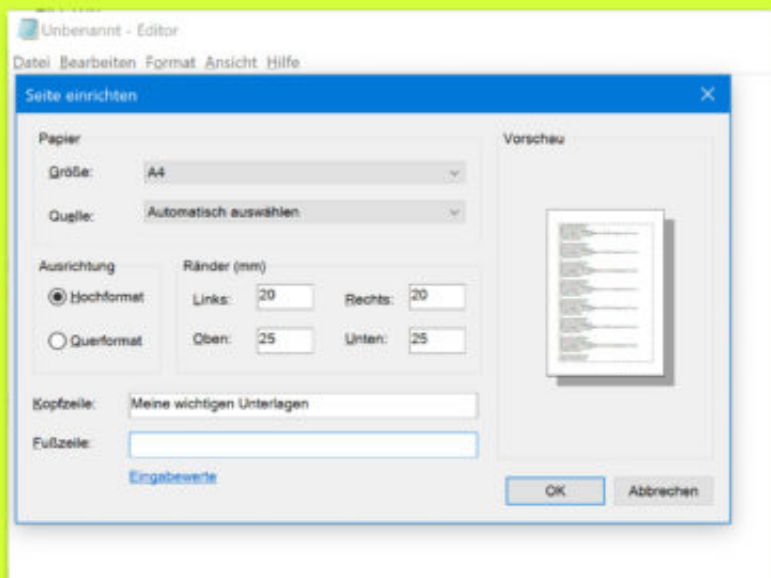 Unbenannt - Editor
Datei Bearbeiten Format Ansicht Hilfe
Seite einrichten
Papier
Größe: A4
Quelle: Automatisch auswählen
Ausrichtung
Hochformat
Querformat
Ränder (mm)
Links: 20 Rechts: 20
Oben: 25 Unten: 25
Kopfzeile: Meine wichtigen Unterlagen
Fußzeile:
Eingabewerte
Vorschau
OK Abbrechen